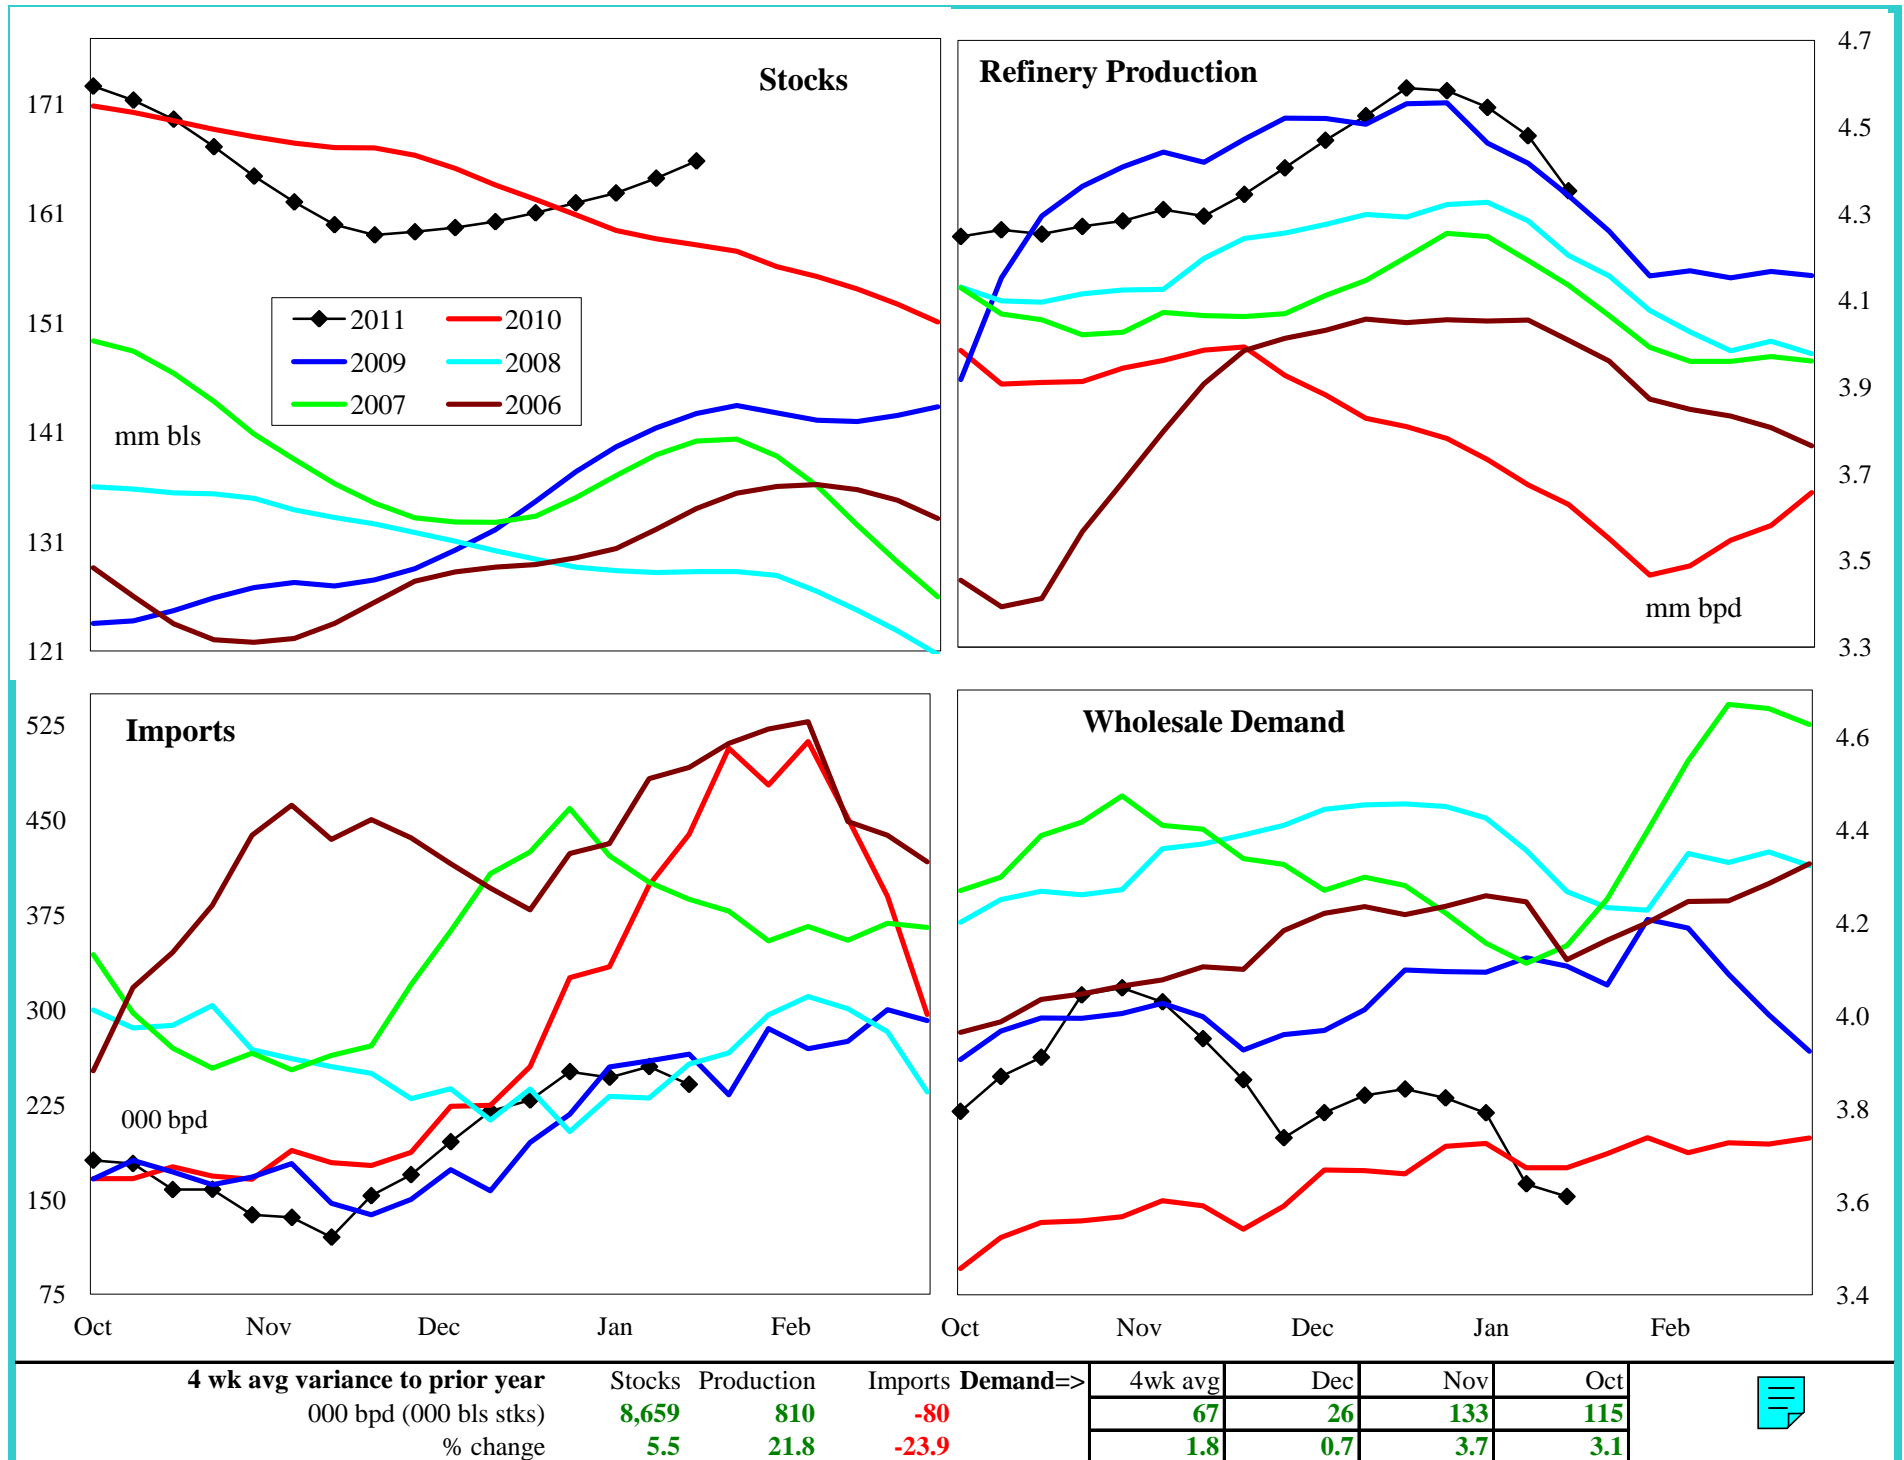 Stocks
171
161
151
141
131
121
mm bls
2011 2010
2009 2008
2007 2006
Refinery Production
4.7
4.5
4.3
4.1
3.9
3.7
3.5
3.3
mm bpd
Imports
525
450
375
300
225
150
75
000 bpd
Oct Nov Dec Jan Feb
Wholesale Demand
4.6
4.4
4.2
4.0
3.8
3.6
3.4
Oct Nov Dec Jan Feb
4 wk avg variance to prior year Stocks Production Imports Demand=> 4wk avg Dec Nov Oct
000 bpd (000 bls stks) 8,659 810 -80 67 26 133 115
% change 5.5 21.8 -23.9 1.8 0.7 3.7 3.1